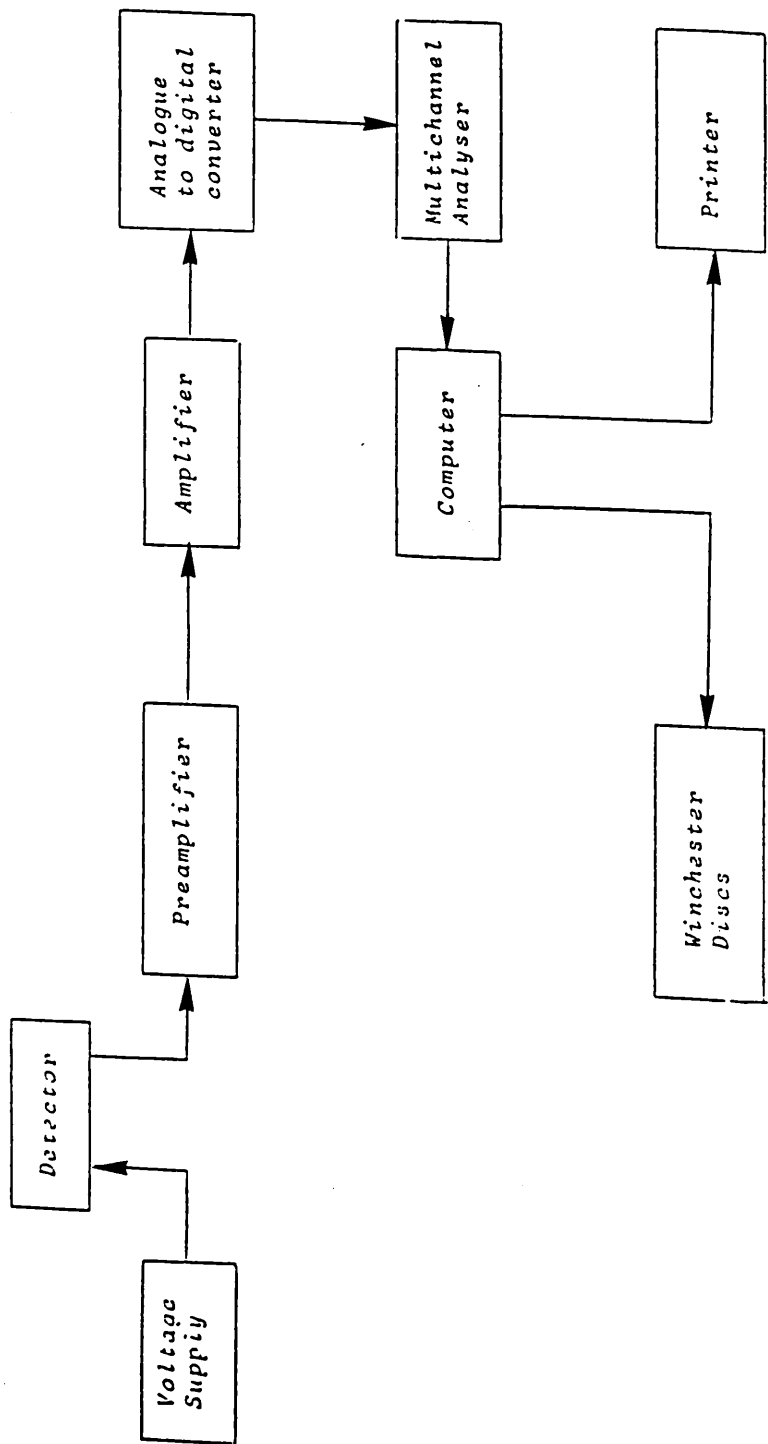 Detector
Voltage
Supply
Preamplifier
Amplifier
Analogue
to digital
converter
Multichannel
Analyser
Computer
Winchester
Discs
Printer